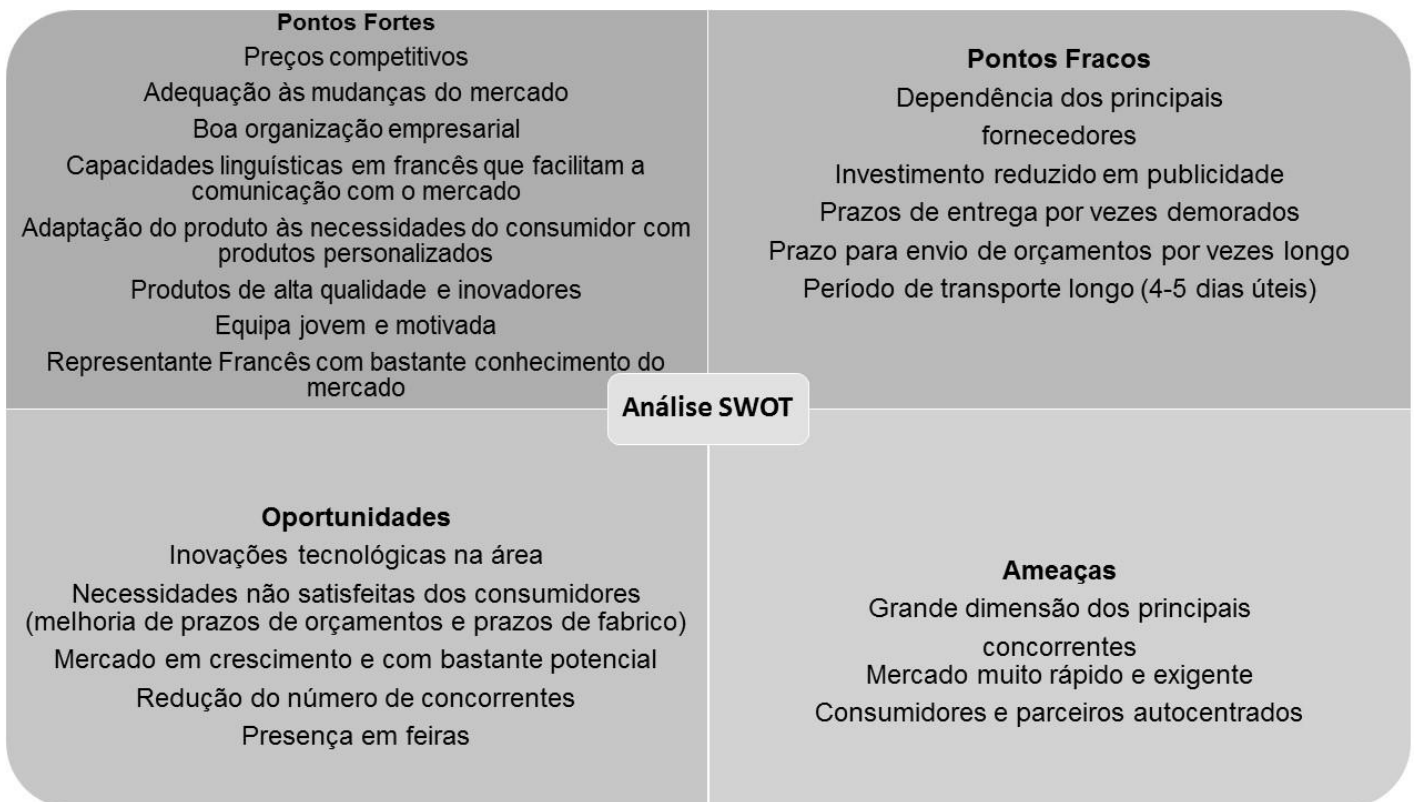 Pontos Fortes
Preços competitivos
Adequação às mudanças do mercado
Boa organização empresarial
Capacidades linguísticas em francês que facilitam a
comunicação com o mercado
Adaptação do produto às necessidades do consumidor com
produtos personalizados
Produtos de alta qualidade e inovadores
Equipa jovem e motivada
Representante Francês com bastante conhecimento do
mercado
Pontos Fracos
Dependência dos principais
fornecedores
Investimento reduzido em publicidade
Prazos de entrega por vezes demorados
Prazo para envio de orçamentos por vezes longo
Período de transporte longo (4-5 dias úteis)
Análise SWOT
Oportunidades
Inovações tecnológicas na área
Necessidades não satisfeitas dos consumidores
(melhoria de prazos de orçamentos e prazos de fabrico)
Mercado em crescimento e com bastante potencial
Redução do número de concorrentes
Presença em feiras
Ameaças
Grande dimensão dos principais
concorrentes
Mercado muito rápido e exigente
Consumidores e parceiros autocentrados